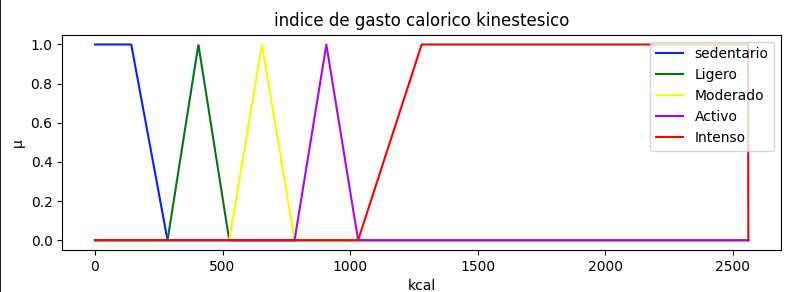 indice de gasto calorico kinestesico
1.0
0.8
0.6
0.4
0.2
0.0
μ
sedentario
Ligero
Moderado
Activo
Intenso
0 500 1000 1500 2000 2500
kcal